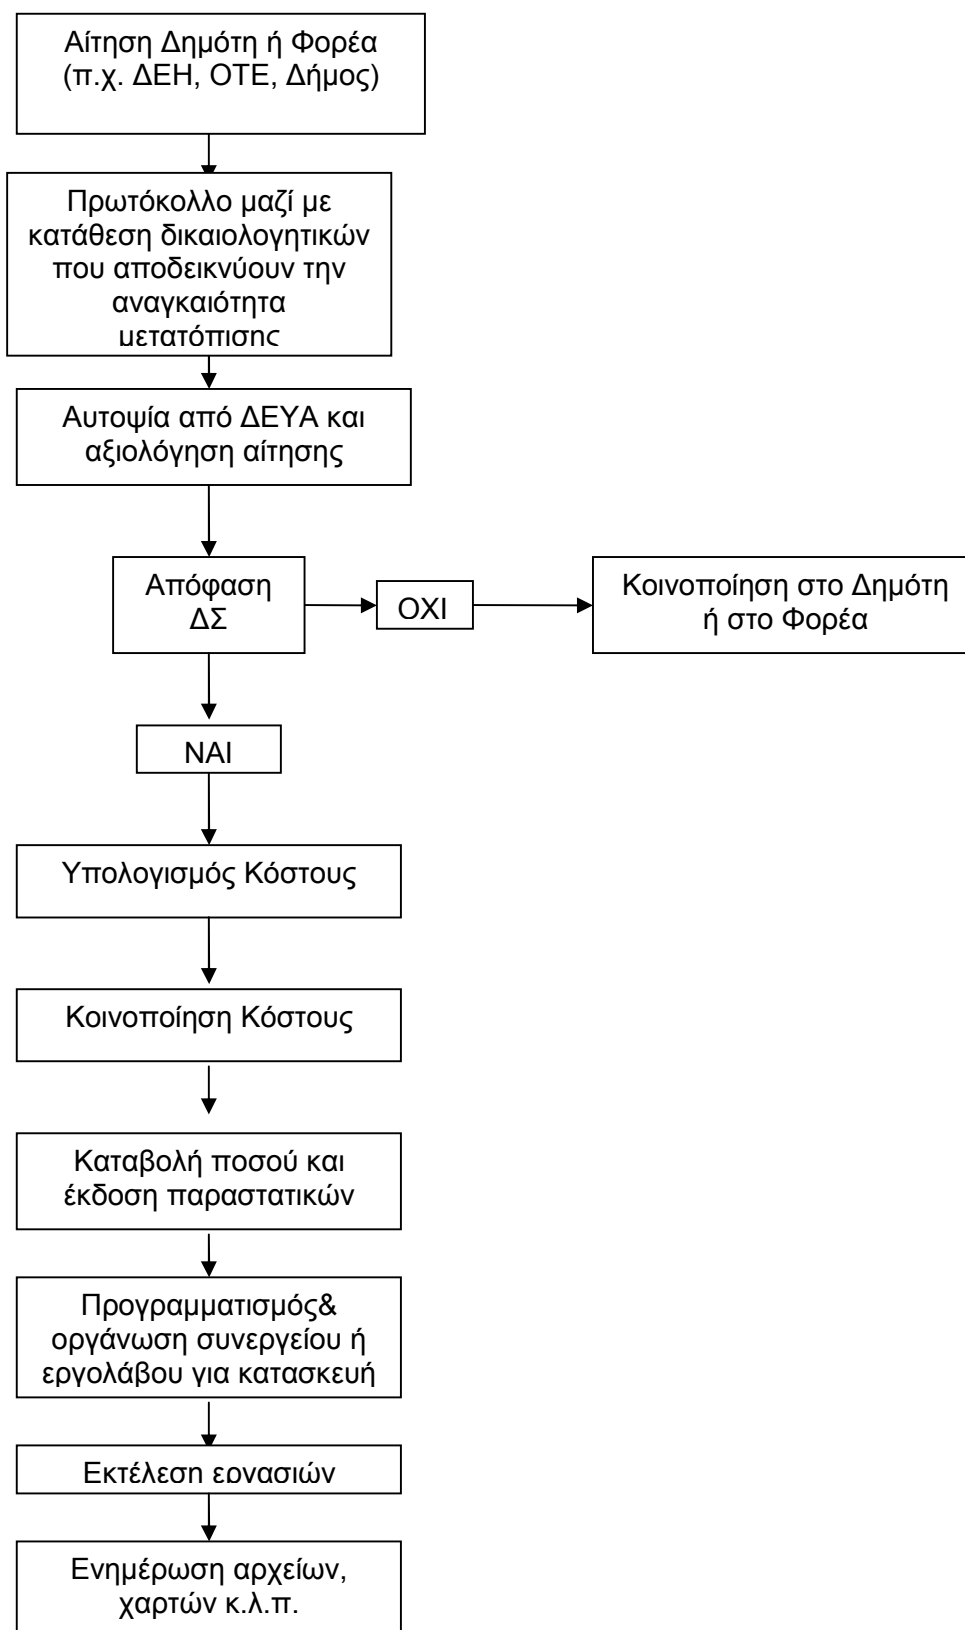 Αίτηση Δημότη ή Φορέα
(π.χ. ΔΕΗ, ΟΤΕ, Δήμος)
Πρωτόκολλο μαζί με
κατάθεση δικαιολογητικών
που αποδεικνύουν την
αναγκαιότητα
μετατόπισης
Αυτοψία από ΔΕΥΑ και
αξιολόγηση αίτησης
Απόφαση
ΔΣ
ΟΧΙ
Κοινοποίηση στο Δημότη
ή στο Φορέα
ΝΑΙ
Υπολογισμός Κόστους
Κοινοποίηση Κόστους
Καταβολή ποσού και
έκδοση παραστατικών
Προγραμματισμός&
οργάνωση συνεργείου ή
εργολάβου για κατασκευή
Εκτέλεση εργασιών
Ενημέρωση αρχείων,
χαρτών κ.λ.π.